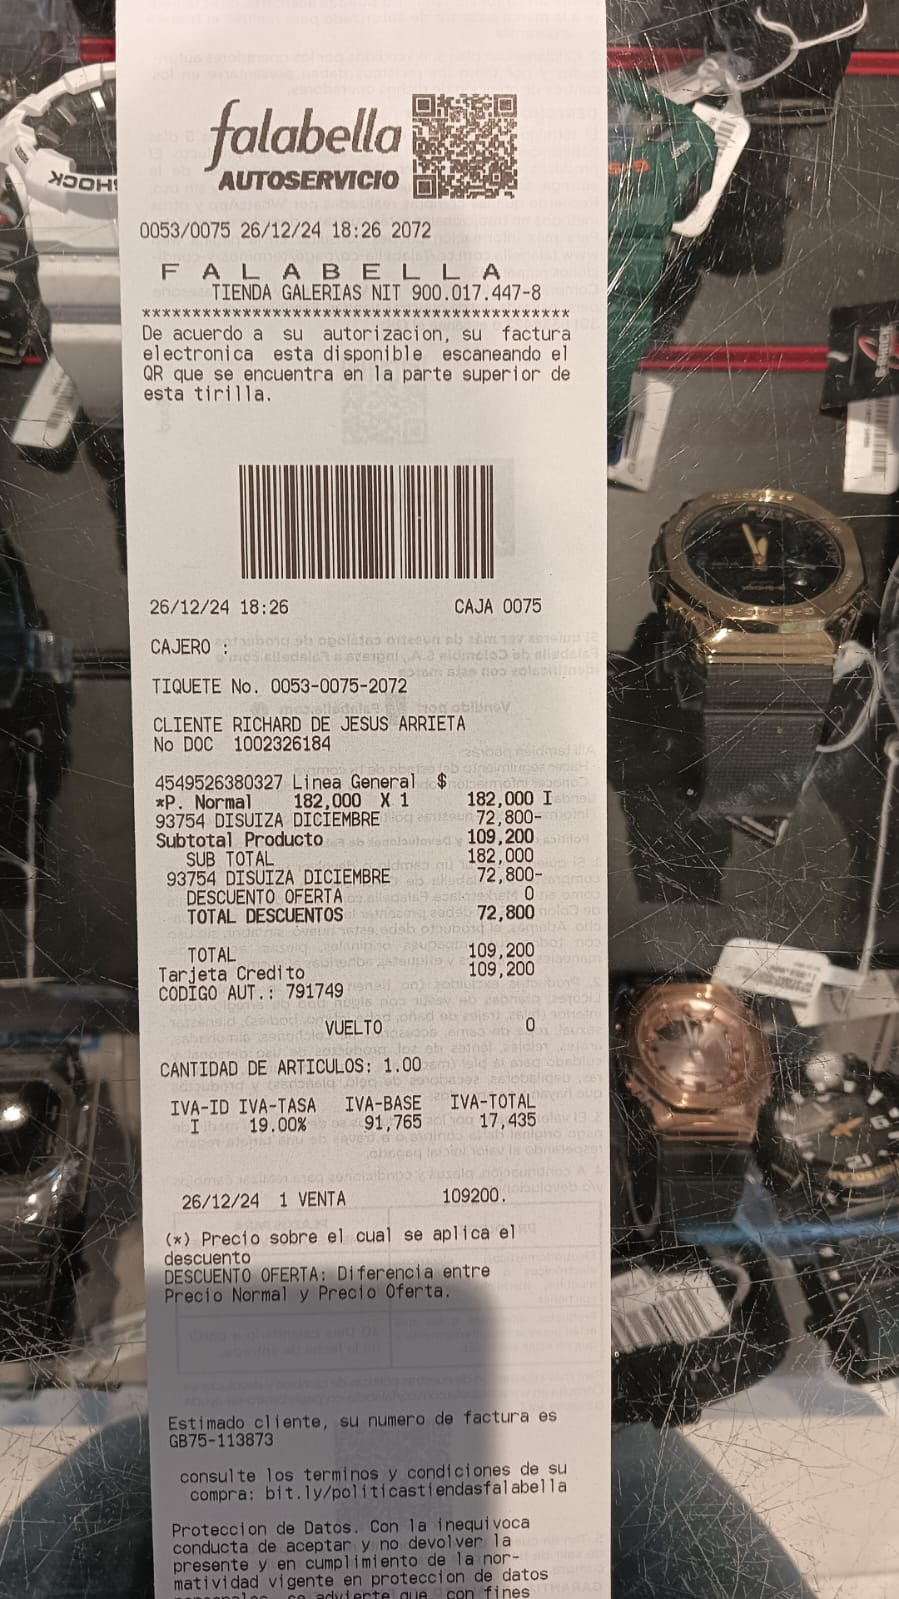 falabella
AUTOSERVICIO
0053/0075 26/12/24 18:26 2072
F A L A B E L L A
TIENDA GALERIAS NIT 900.017.447-8
*******************************************
De acuerdo a su autorizacion, su factura
electronica esta disponible escaneando el
QR que se encuentra en la parte superior de
esta tirilla.
26/12/24 18:26 CAJA 0075
CAJERO :
TIQUETE No. 0053-0075-2072
CLIENTE RICHARD DE JESUS ARRIETA
No DOC 1002326184
4549526380327 Linea General $
*P. Normal 182,000 X 1 182,000 I
93754 DISUIZA DICIEMBRE 72,800-
Subtotal Producto 109,200
SUB TOTAL 182,000
93754 DISUIZA DICIEMBRE 72,800-
DESCUENTO OFERTA 0
TOTAL DESCUENTOS 72,800
TOTAL 109,200
Tarjeta Credito 109,200
CODIGO AUT.: 791749
VUELTO 0
CANTIDAD DE ARTICULOS: 1.00
IVA-ID IVA-TASA IVA-BASE IVA-TOTAL
I 19.00% 91,765 17,435
26/12/24 1 VENTA 109200.
(*) Precio sobre el cual se aplica el
descuento
DESCUENTO OFERTA: Diferencia entre
Precio Normal y Precio Oferta.
Estimado cliente, su numero de factura es
GB75-113873
consulte los terminos y condiciones de su
compra: bit.ly/politicastiendasfalabella
Proteccion de Datos. Con la inequivoca
conducta de aceptar y no devolver la
presente y en cumplimiento de la nor-
matividad vigente en proteccion de datos
se advierte que con fines